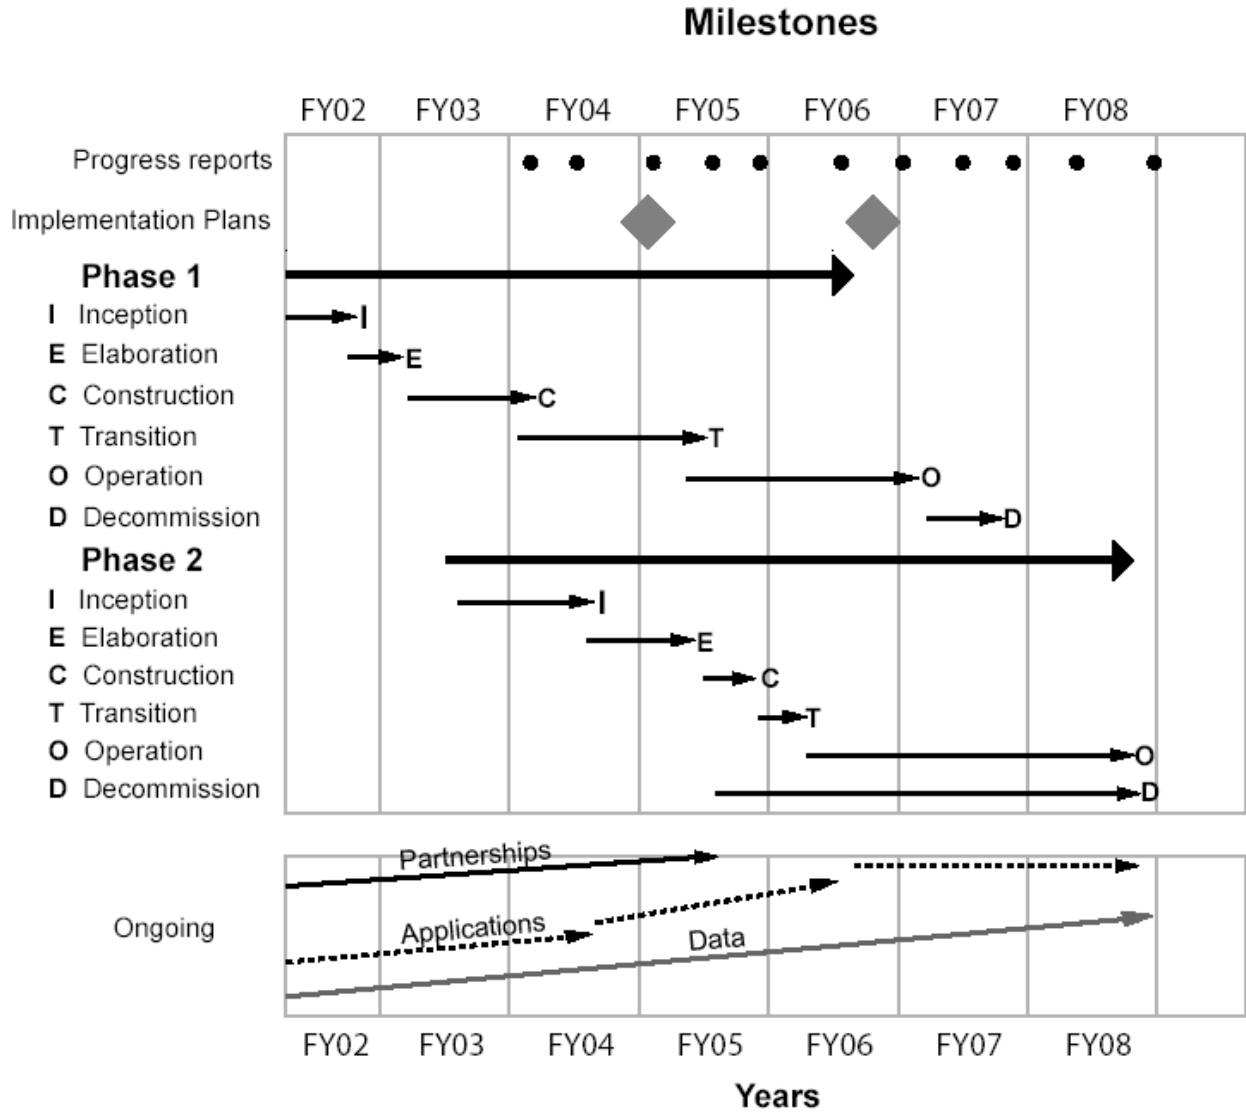 Milestones
FY02 FY03 FY04 FY05 FY06 FY07 FY08
Progress reports
Implementation Plans
Phase 1
I Inception I
E Elaboration E
C Construction C
T Transition T
O Operation O
D Decommission D
Phase 2
I Inception I
E Elaboration E
C Construction C
T Transition T
O Operation O
D Decommission D
Partnerships
Ongoing
Applications
Data
FY02 FY03 FY04 FY05 FY06 FY07 FY08
Years